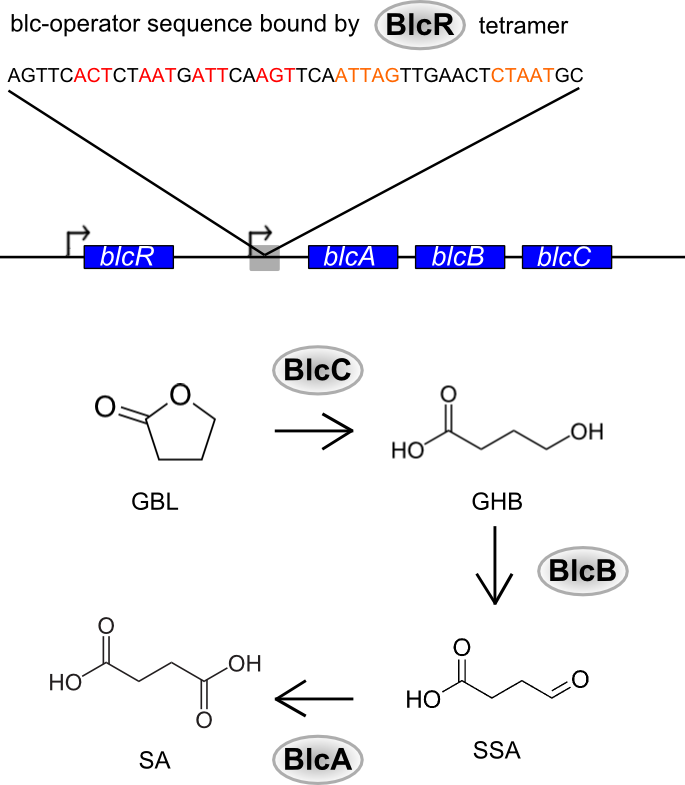 blc-operator sequence bound by BlcR tetramer
AGTTCACTCTAATGATTCAAGTTCAATTAGTTGAACTCTAATGC
blcR blcA blcB blcC
BlcC
O O O OH HO
GBL GHB
BlcB
O OH HO O
O O HO
SA SSA
BlcA